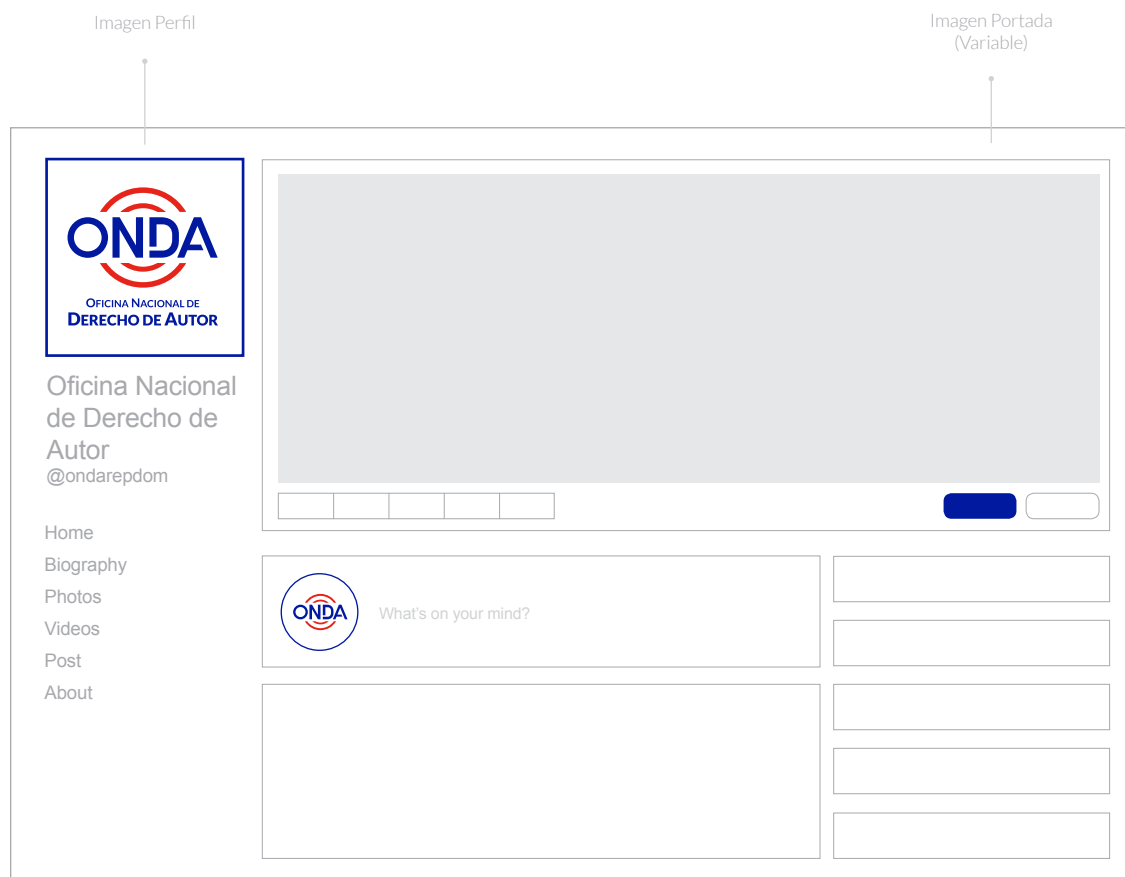 Imagen Perfil
Imagen Portada
(Variable)
ONDA
OFICINA NACIONAL DE
DERECHO DE AUTOR
Oficina Nacional
de Derecho de
Autor
@ondarepdom
Home
Biography
Photos
Videos
Post
About
ONDA
What's on your mind?